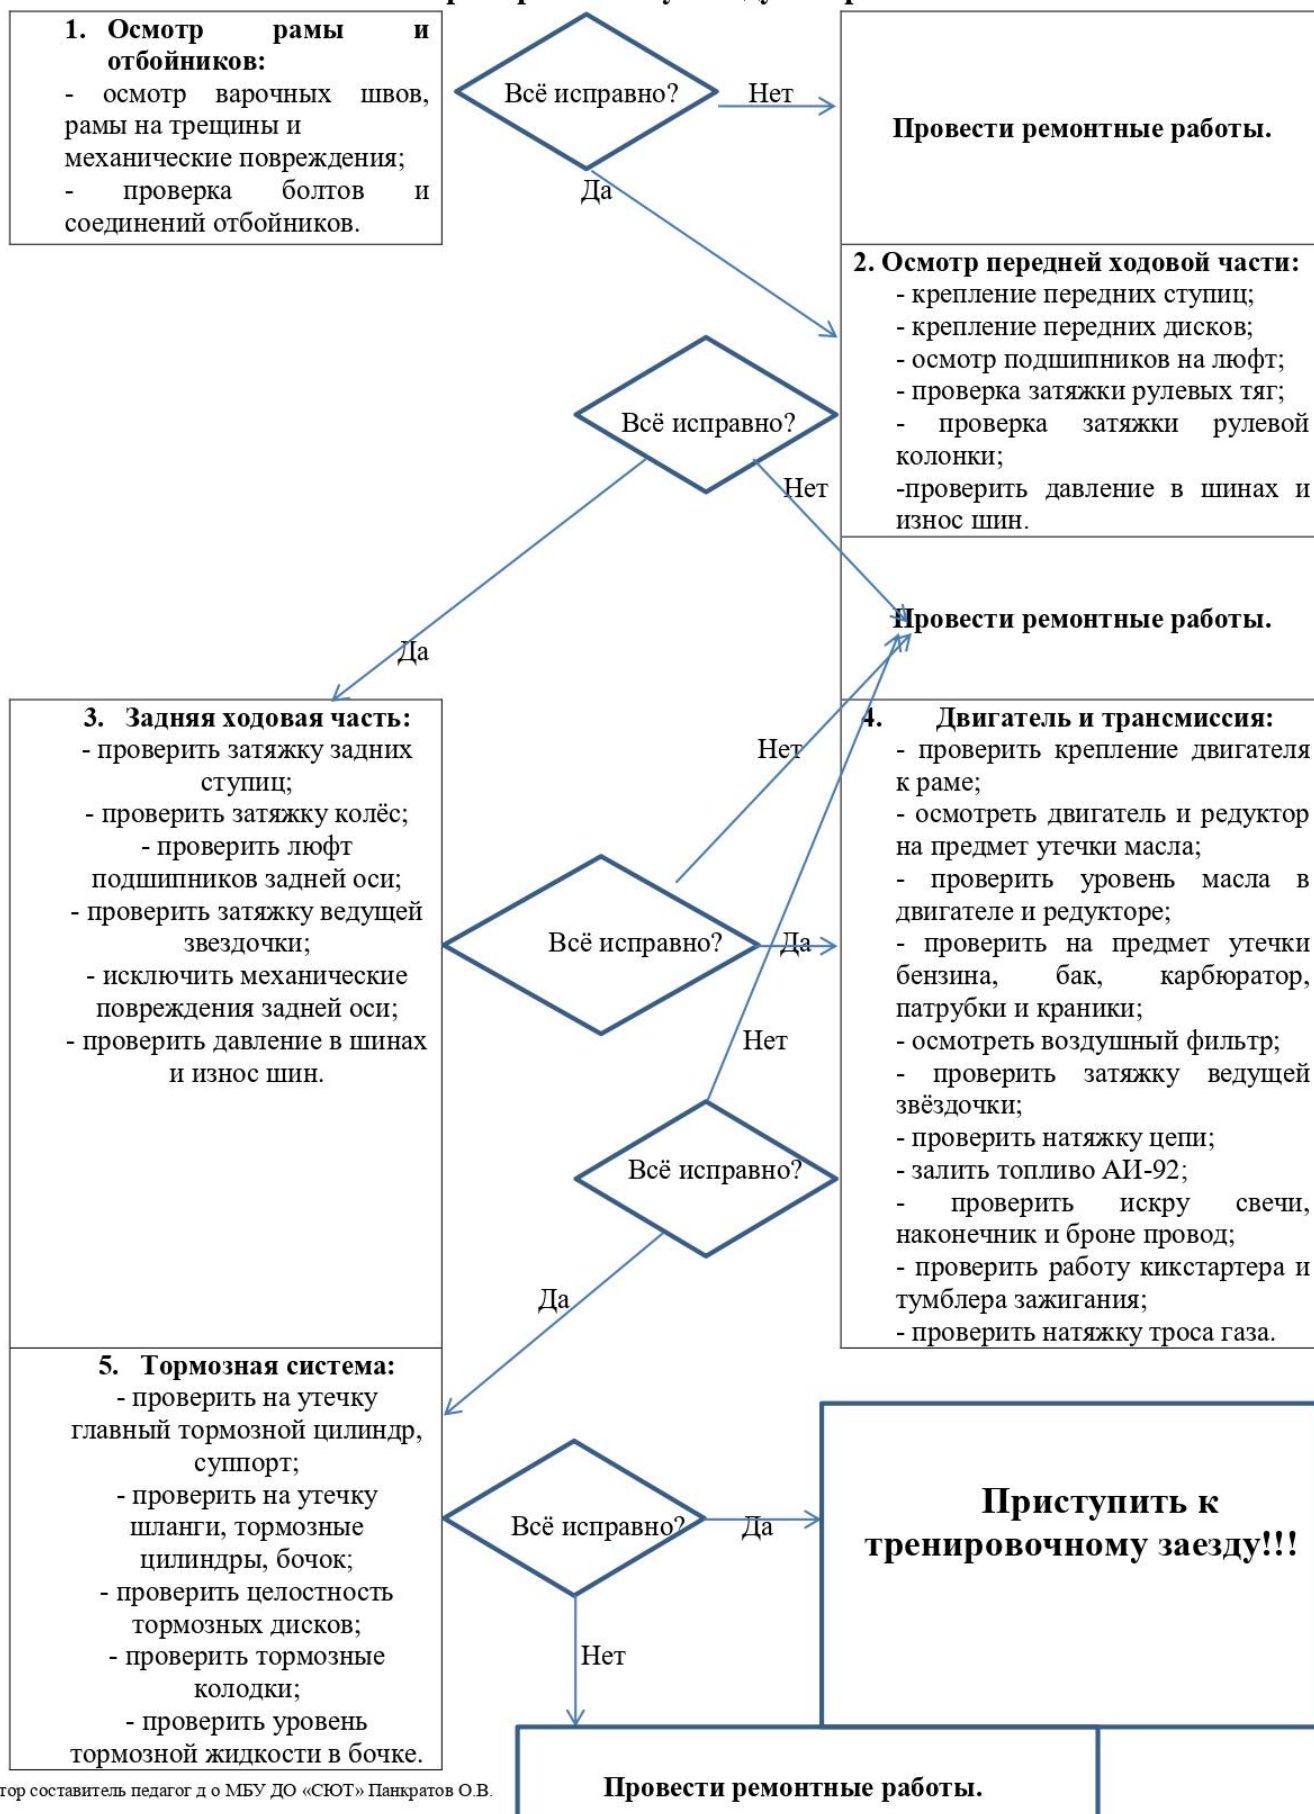 1. Осмотр рамы и
отбойников:
- осмотр варочных швов,
рамы на трещины и
механические повреждения;
- проверка болтов и
соединений отбойников.
Всё исправно?
Нет
Да
Провести ремонтные работы.
2. Осмотр передней ходовой части:
- крепление передних ступиц;
- крепление передних дисков;
- осмотр подшипников на люфт;
- проверка затяжки рулевых тяг;
- проверка затяжки рулевой
колонки;
-проверить давление в шинах и
износ шин.
Всё исправно?
Нет
Да
Провести ремонтные работы.
3. Задняя ходовая часть:
- проверить затяжку задних
ступиц;
- проверить затяжку колёс;
- проверить люфт
подшипников задней оси;
- проверить затяжку ведущей
звездочки;
- исключить механические
повреждения задней оси;
- проверить давление в шинах
и износ шин.
Нет
Всё исправно?
Да
4. Двигатель и трансмиссия:
- проверить крепление двигателя
к раме;
- осмотреть двигатель и редуктор
на предмет утечки масла;
- проверить уровень масла в
двигателе и редукторе;
- проверить на предмет утечки
бензина, бак, карбюратор,
патрубки и краники;
- осмотреть воздушный фильтр;
- проверить затяжку ведущей
звёздочки;
- проверить натяжку цепи;
- залить топливо АИ-92;
- проверить искру свечи,
наконечник и броне провод;
- проверить работу кикстартера и
тумблера зажигания;
- проверить натяжку троса газа.
Нет
Всё исправно?
Да
5. Тормозная система:
- проверить на утечку
главный тормозной цилиндр,
суппорт;
- проверить на утечку
шланги, тормозные
цилиндры, бочок;
- проверить целостность
тормозных дисков;
- проверить тормозные
колодки;
- проверить уровень
тормозной жидкости в бочке.
Всё исправно?
Да
Нет
Приступить к
тренировочному заезду!!!
Провести ремонтные работы.
тор составитель педагог д о МБУ ДО «СЮТ» Панкратов О.В.